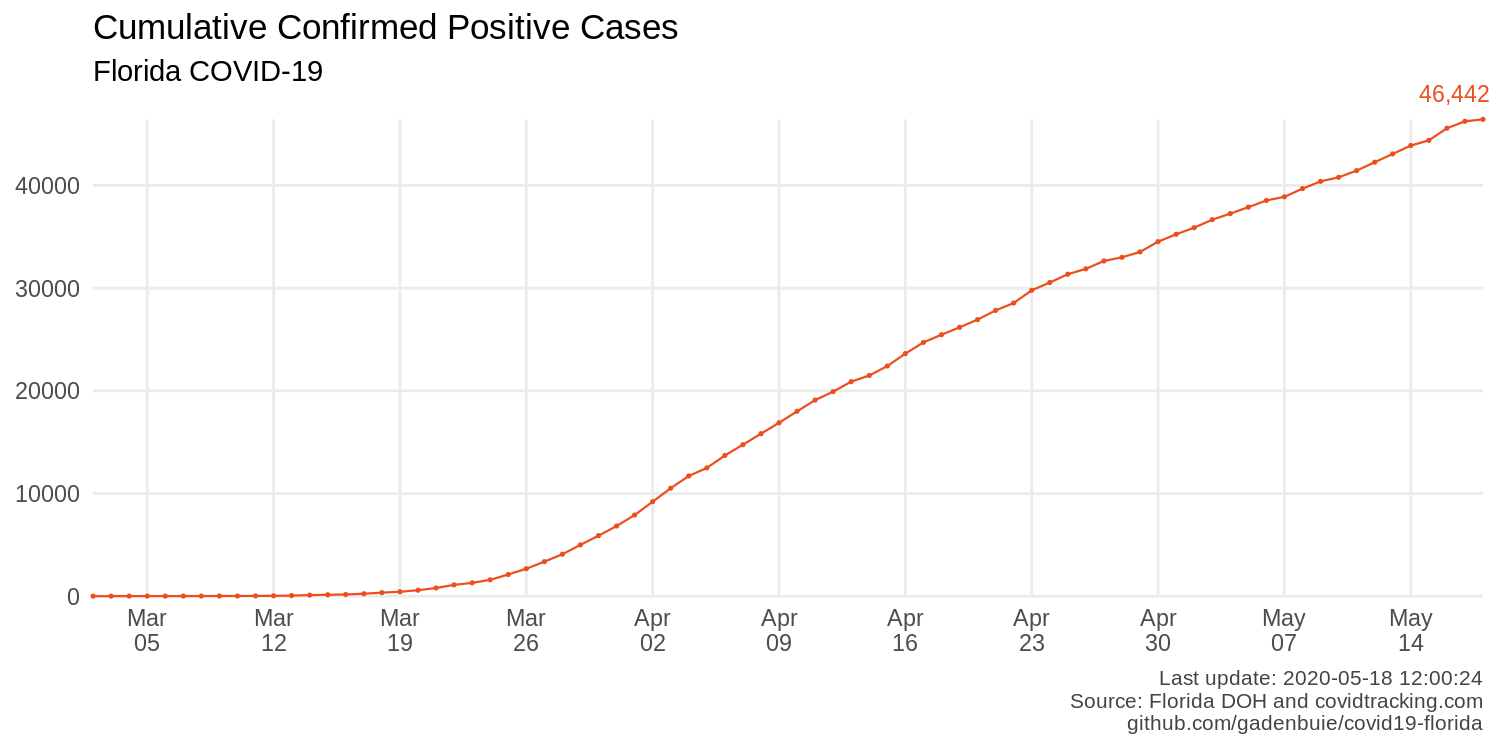 Cumulative Confirmed Positive Cases
Florida COVID-19
46,442
40000
30000
20000
10000
0
Mar Mar Mar Mar Apr Apr Apr Apr Apr May May
05 12 19 26 02 09 16 23 30 07 14
Last update: 2020-05-18 12:00:24
Source: Florida DOH and covidtracking.com
github.com/gadenbuie/covid19-florida